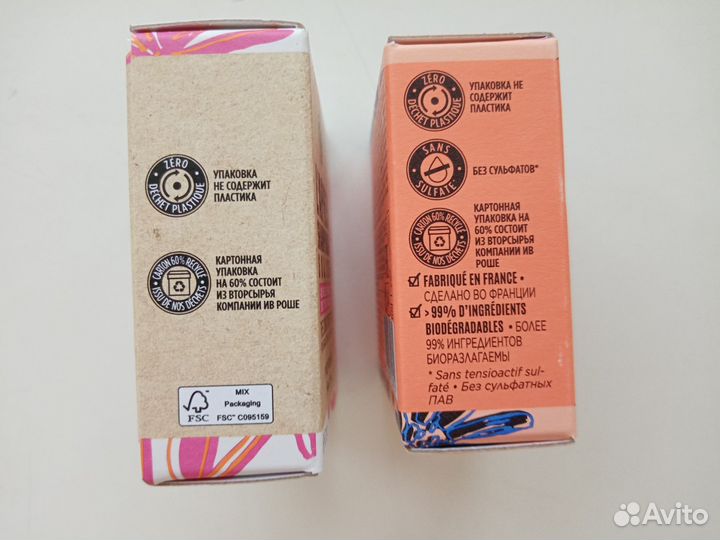 ZÉRO
DÉCHET PLASTIQUE
УПАКОВКА
НЕ СОДЕРЖИТ
ПЛАСТИКА
CARTON 60% RECYCLÉ
ISSU DE NOS DÉCHETS
КАРТОННАЯ
УПАКОВКА
НА 60% СОСТОИТ
ИЗ ВТОРСЫРЬЯ
КОМПАНИИ ИВ РОШЕ
MIX
Packaging
FSC
FSC™ C095159
ZÉRO
DÉCHET PLASTIQUE
УПАКОВКА НЕ
СОДЕРЖИТ
ПЛАСТИКА
SANS
SULFATE*
БЕЗ СУЛЬФАТОВ*
CARTON 60% RECYCLÉ
ISSU DE NOS DÉCHETS
КАРТОННАЯ
УПАКОВКА НА
60% СОСТОИТ
ИЗ ВТОРСЫРЬЯ
КОМПАНИИ ИВ
РОШЕ
FABRIQUÉ EN FRANCE •
СДЕЛАНО ВО ФРАНЦИИ
> 99% D'INGRÉDIENTS
BIODÉGRADABLES • БОЛЕЕ
99% ИНГРЕДИЕНТОВ
БИОРАЗЛАГАЕМЫ
* Sans tensioactif sul-
faté • Без сульфатных
ПАВ
Avito